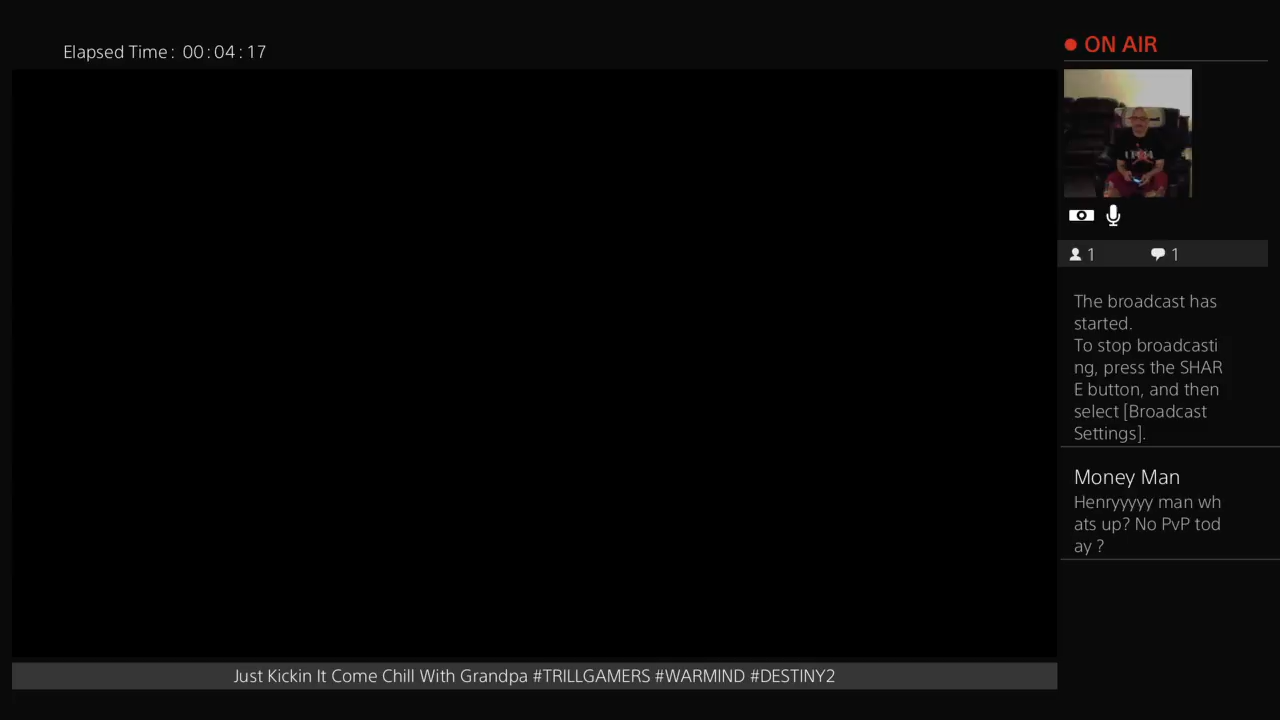 Elapsed Time: 00:04:17
ON AIR
1 1
The broadcast has
started.
To stop broadcasti
ng, press the SHAR
E button, and then
select [Broadcast
Settings].
Money Man
Henryyyyy man wh
ats up? No PvP tod
ay ?
Just Kickin It Come Chill With Grandpa #TRILLGAMERS #WARMIND #DESTINY2